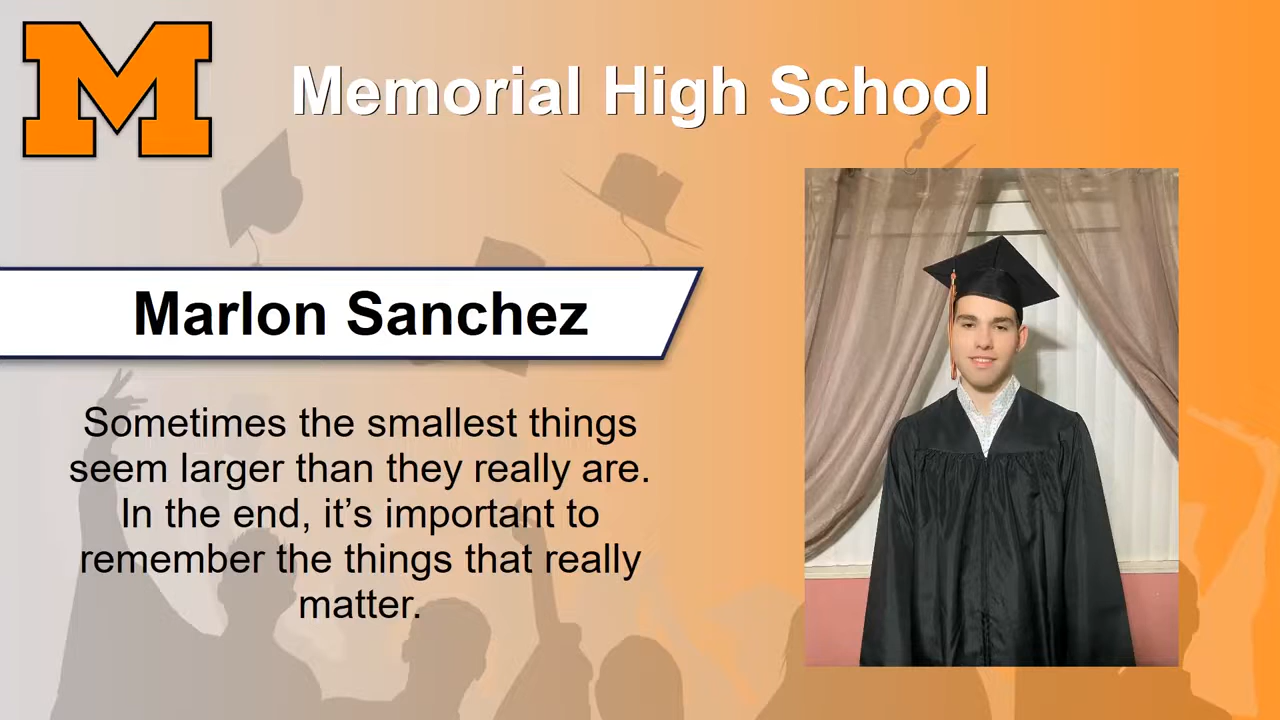 M
Memorial High School
Marlon Sanchez
Sometimes the smallest things
seem larger than they really are.
In the end, it’s important to
remember the things that really
matter.